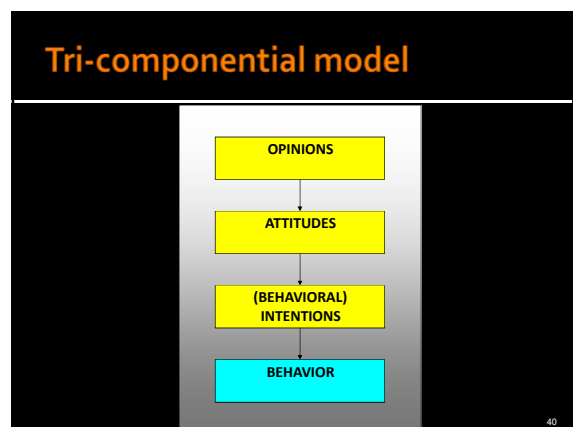 Tri-componential model
OPINIONS
ATTITUDES
(BEHAVIORAL)
INTENTIONS
BEHAVIOR
40